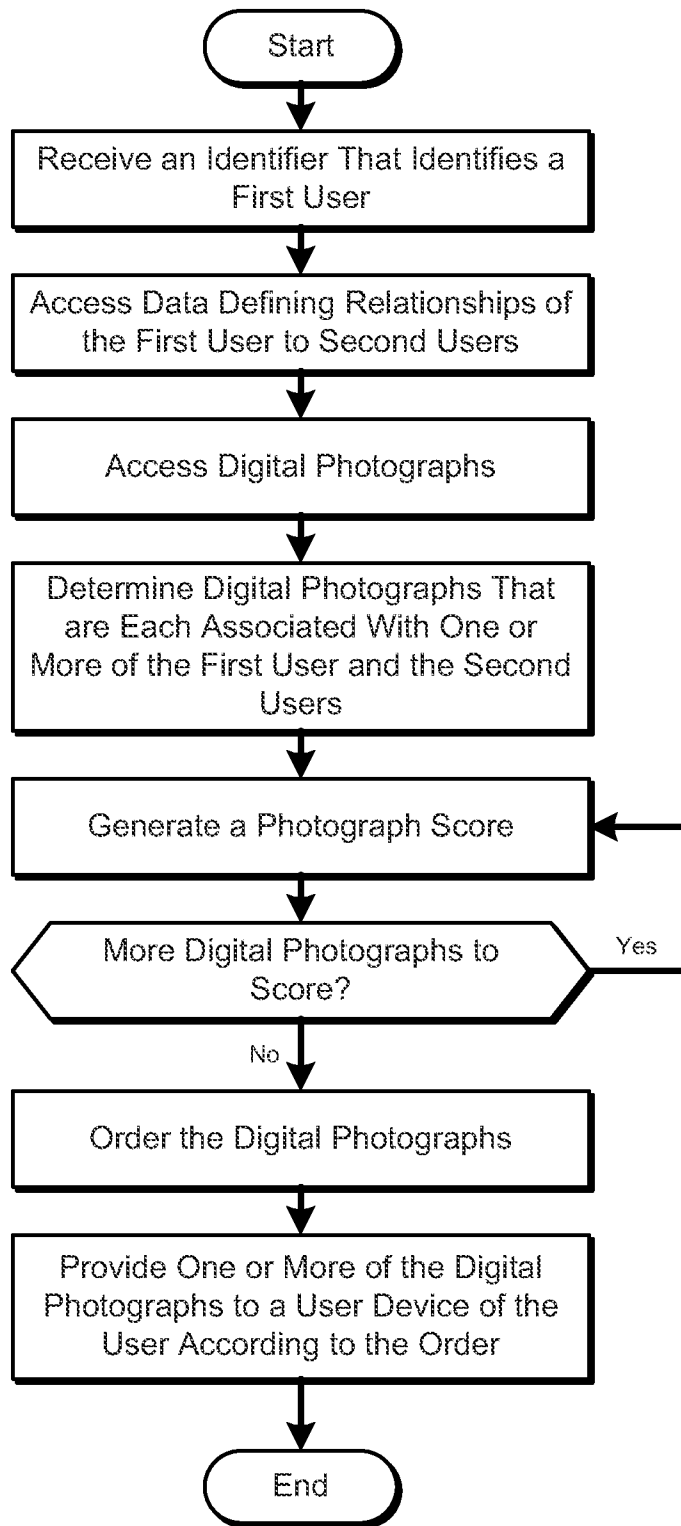 Start
Receive an Identifier That Identifies a
First User
Access Data Defining Relationships of
the First User to Second Users
Access Digital Photographs
Determine Digital Photographs That
are Each Associated With One or
More of the First User and the Second
Users
Generate a Photograph Score
More Digital Photographs to
Score?
Yes
No
Order the Digital Photographs
Provide One or More of the Digital
Photographs to a User Device of the
User According to the Order
End